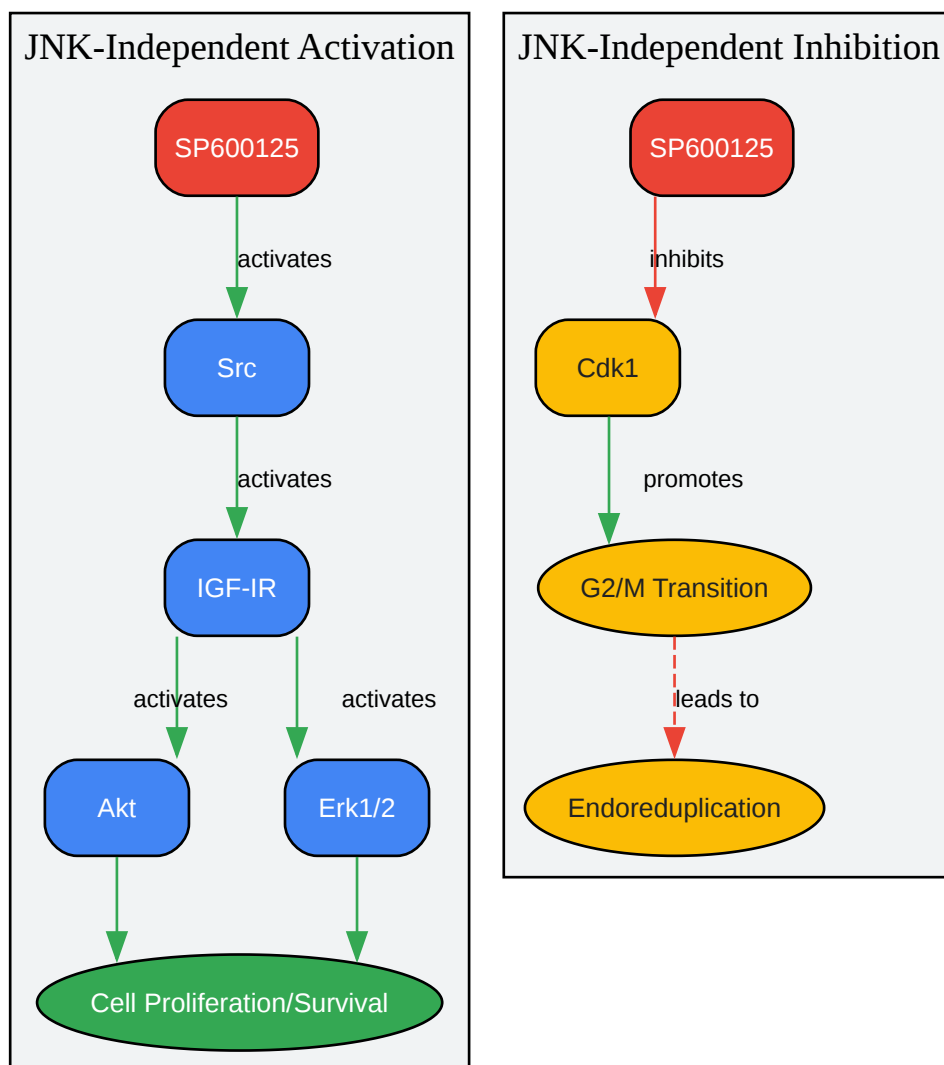 JNK-Independent Activation
SP600125
activates
Src
activates
IGF-IR
activates
activates
Akt
Erk1/2
Cell Proliferation/Survival
JNK-Independent Inhibition
SP600125
inhibits
Cdk1
promotes
G2/M Transition
leads to
Endoreduplication